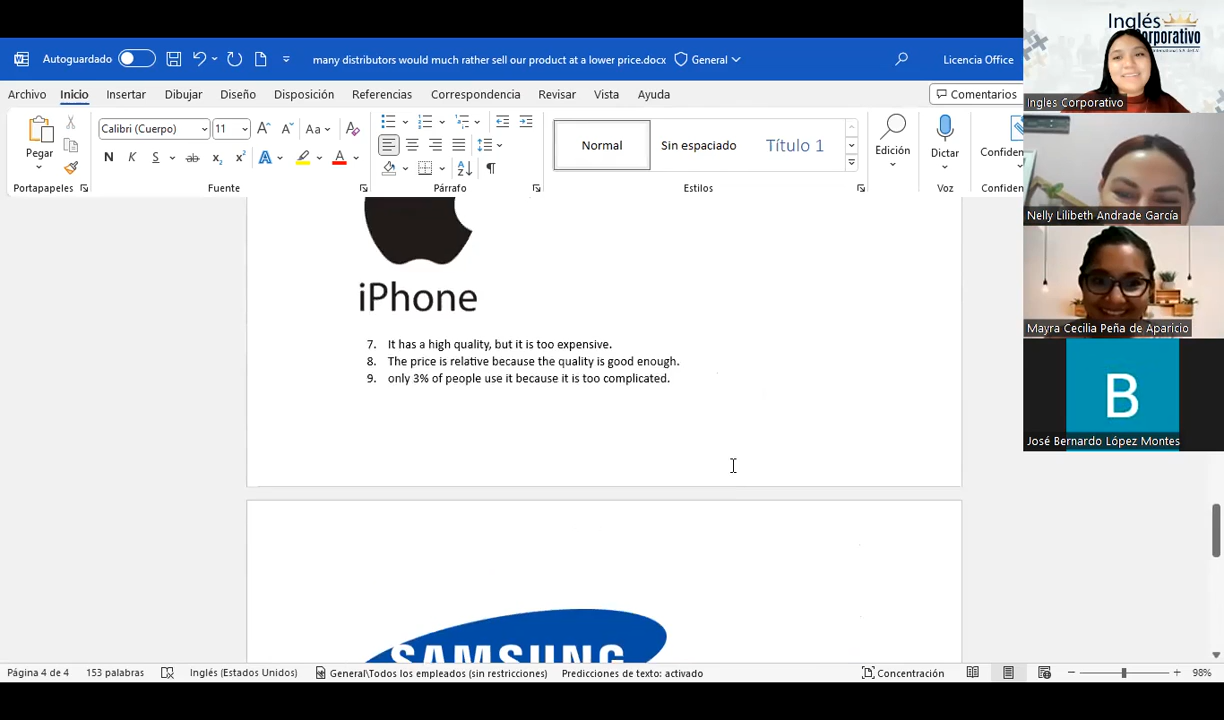 Inglés
Corporativo
Autoguardado
many distributors would much rather sell our product at a lower price.docx
General
Licencia Office
Archivo
Inicio
Insertar
Dibujar
Diseño
Disposición
Referencias
Correspondencia
Revisar
Vista
Ayuda
Comentarios
Ingles Corporativo
Calibri (Cuerpo)
11
Aa
Pegar
N K S ab x₂ x² A A
Normal
Sin espaciado
Título 1
Edición
Dictar
Confiden
Portapapeles
Fuente
Párrafo
Estilos
Voz
Confiden
Nelly Lilibeth Andrade García
iPhone
7. It has a high quality, but it is too expensive.
8. The price is relative because the quality is good enough.
9. only 3% of people use it because it is too complicated.
Mayra Cecilia Peña de Aparicio
B
José Bernardo López Montes
SAMSUNG
Página 4 de 4
153 palabras
Inglés (Estados Unidos)
General\Todos los empleados (sin restricciones)
Predicciones de texto: activado
Concentración
98%